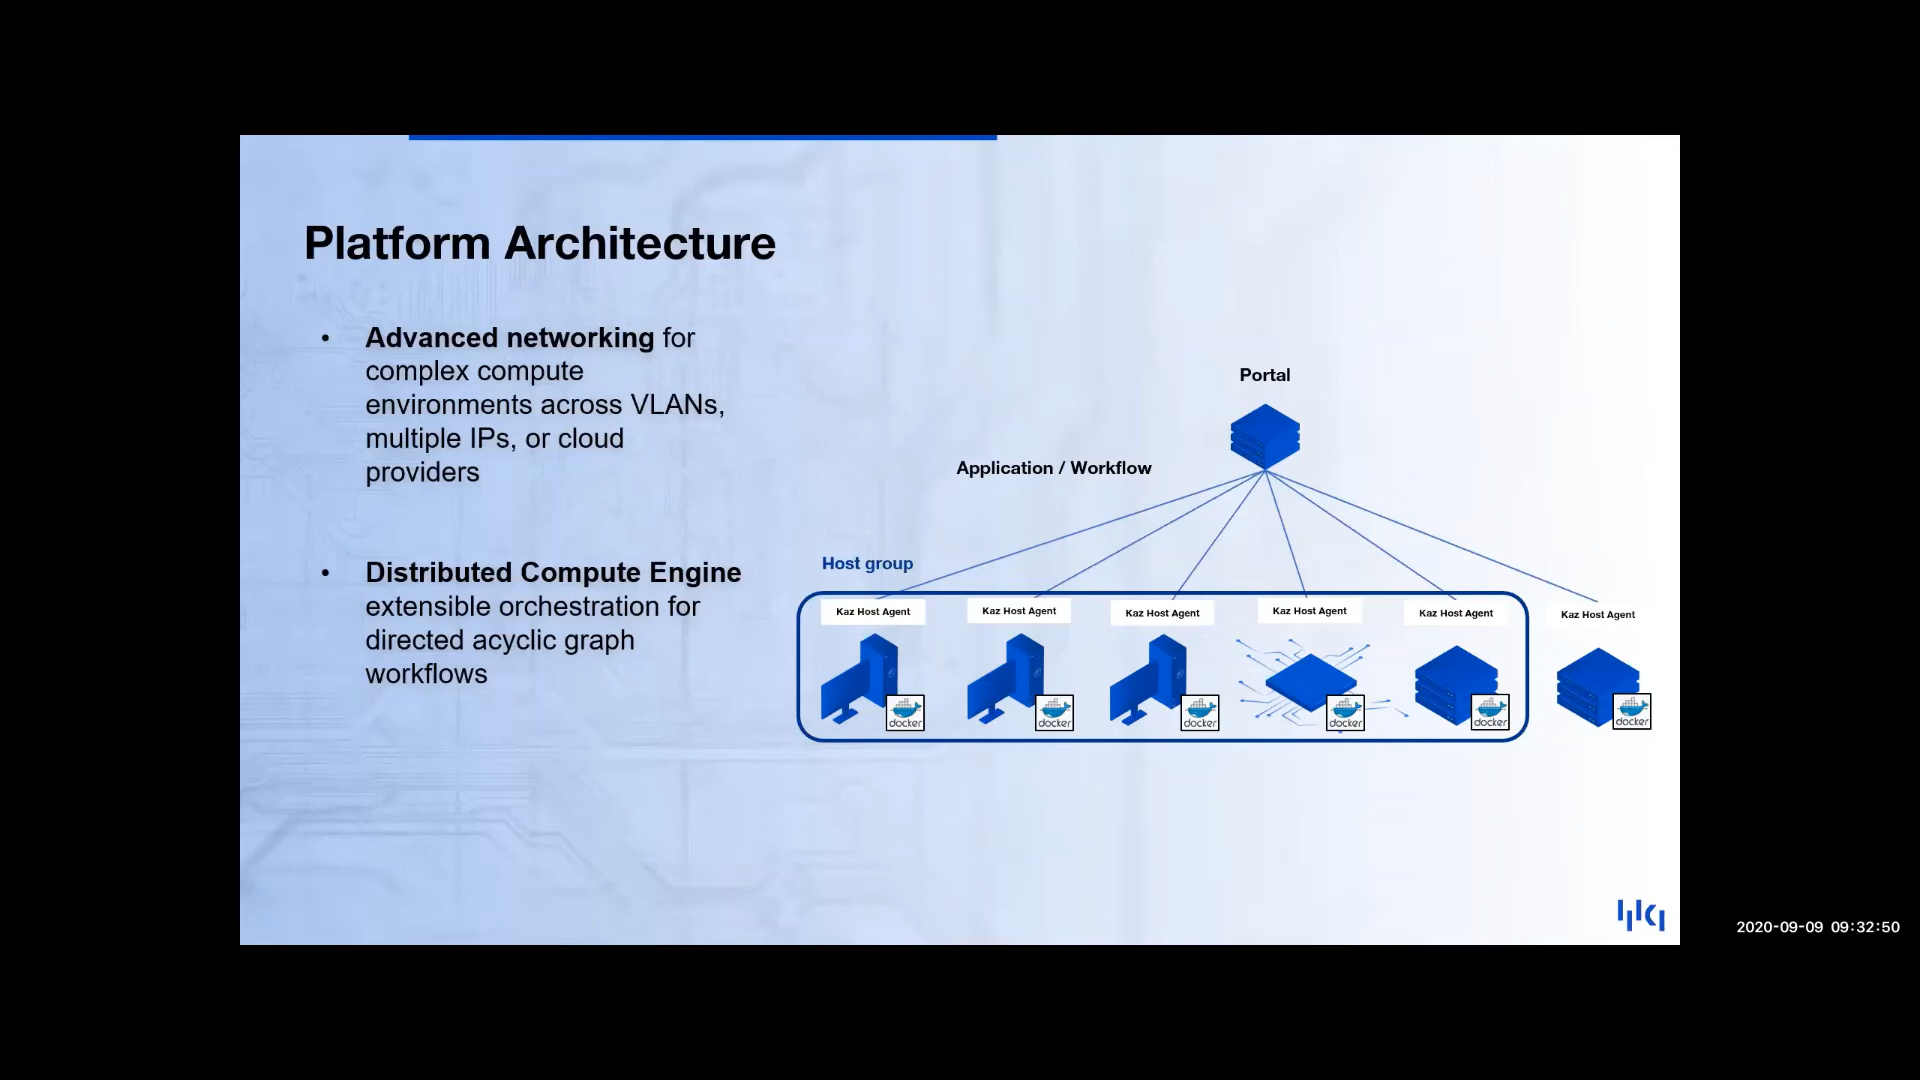 Platform Architecture
• Advanced networking for
complex compute
environments across VLANs,
multiple IPs, or cloud
providers
• Distributed Compute Engine
extensible orchestration for
directed acyclic graph
workflows
Portal
Application / Workflow
Host group
Kaz Host Agent
Kaz Host Agent
Kaz Host Agent
Kaz Host Agent
Kaz Host Agent
Kaz Host Agent
docker
docker
docker
docker
docker
docker
2020-09-09 09:32:50